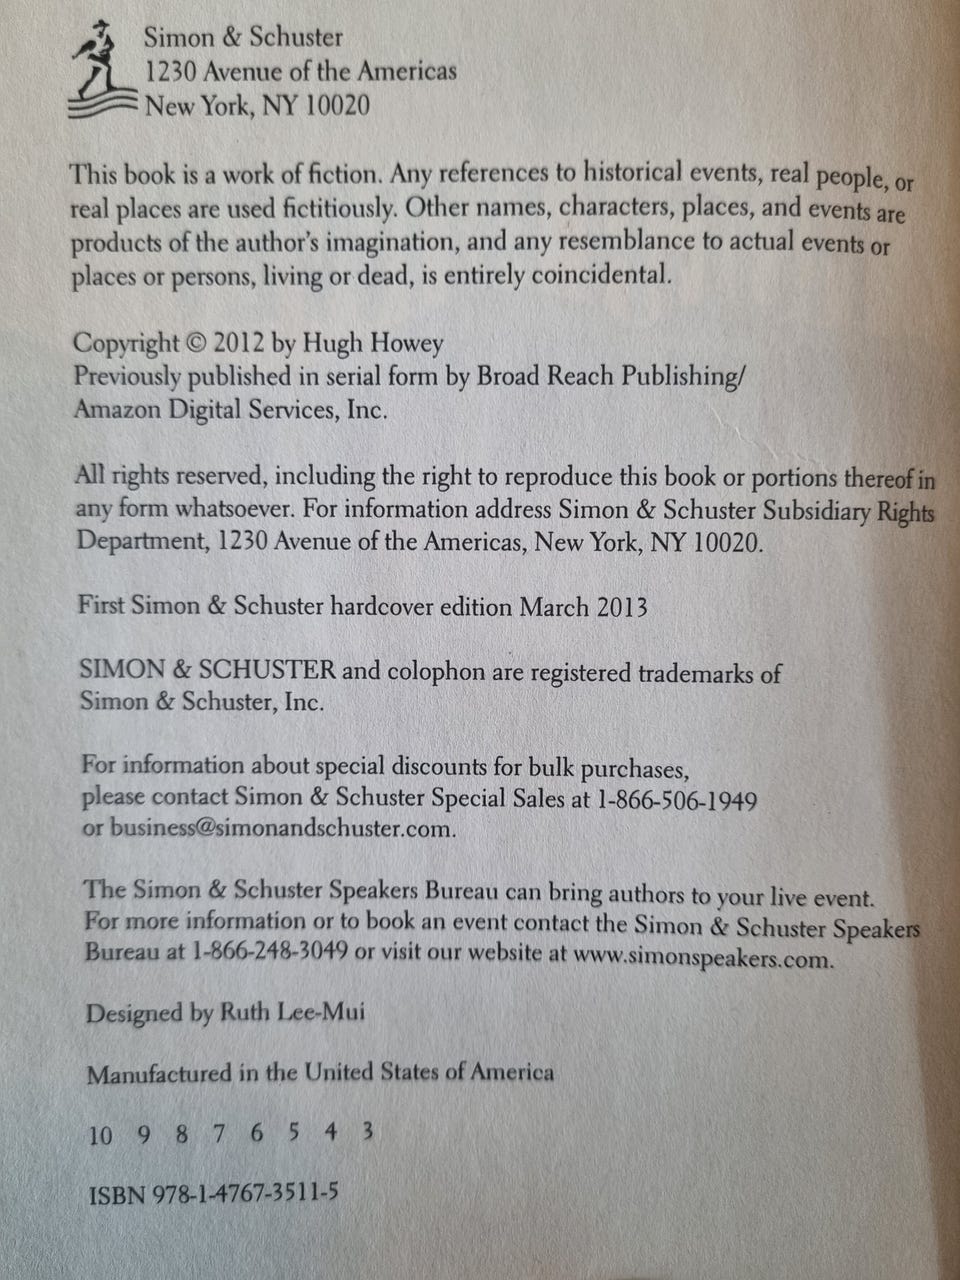 Simon & Schuster
1230 Avenue of the Americas
New York, NY 10020
This book is a work of fiction. Any references to historical events, real people, or
real places are used fictitiously. Other names, characters, places, and events are
products of the author's imagination, and any resemblance to actual events or
places or persons, living or dead, is entirely coincidental.
Copyright © 2012 by Hugh Howey
Previously published in serial form by Broad Reach Publishing/
Amazon Digital Services, Inc.
All rights reserved, including the right to reproduce this book or portions thereof in
any form whatsoever. For information address Simon & Schuster Subsidiary Rights
Department, 1230 Avenue of the Americas, New York, NY 10020.
First Simon & Schuster hardcover edition March 2013
SIMON & SCHUSTER and colophon are registered trademarks of
Simon & Schuster, Inc.
For information about special discounts for bulk purchases,
please contact Simon & Schuster Special Sales at 1-866-506-1949
or business@simonandschuster.com.
The Simon & Schuster Speakers Bureau can bring authors to your live event.
For more information or to book an event contact the Simon & Schuster Speakers
Bureau at 1-866-248-3049 or visit our website at www.simonspeakers.com.
Designed by Ruth Lee-Mui
Manufactured in the United States of America
10 9 8 7 6 5 4 3
ISBN 978-1-4767-3511-5